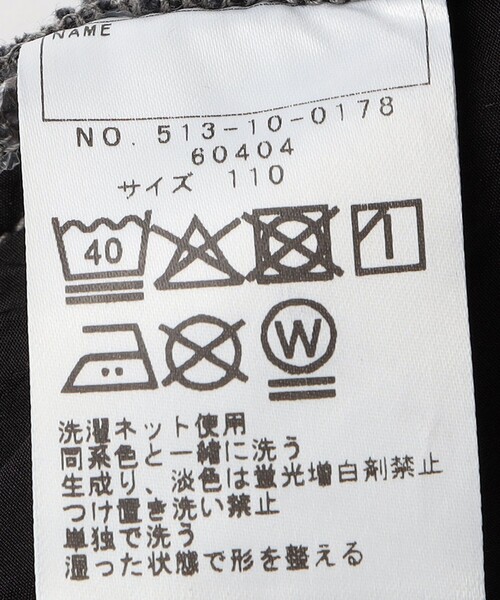 NAME
NO. 513-10-0178
60404
サイズ 110
40
W
洗濯ネット使用
同系色と一緒に洗う
生成り、淡色は蛍光増白剤禁止
つけ置き洗い禁止
単独で洗う
湿った状態で形を整える